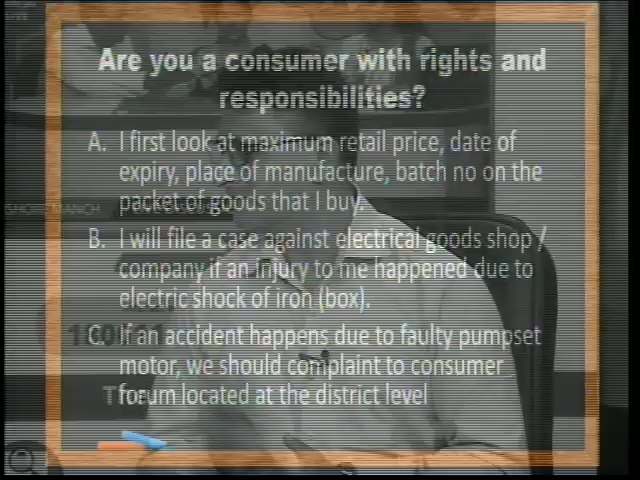 Are you a consumer with rights and
responsibilities?
A. I first look at maximum retail price, date of
expiry, place of manufacture, batch no on the
packet of goods that I buy.
B. I will file a case against electrical goods shop /
company if an injury to me happened due to
electric shock of iron (box).
C. If an accident happens due to faulty pumpset
motor, we should complaint to consumer
forum located at the district level